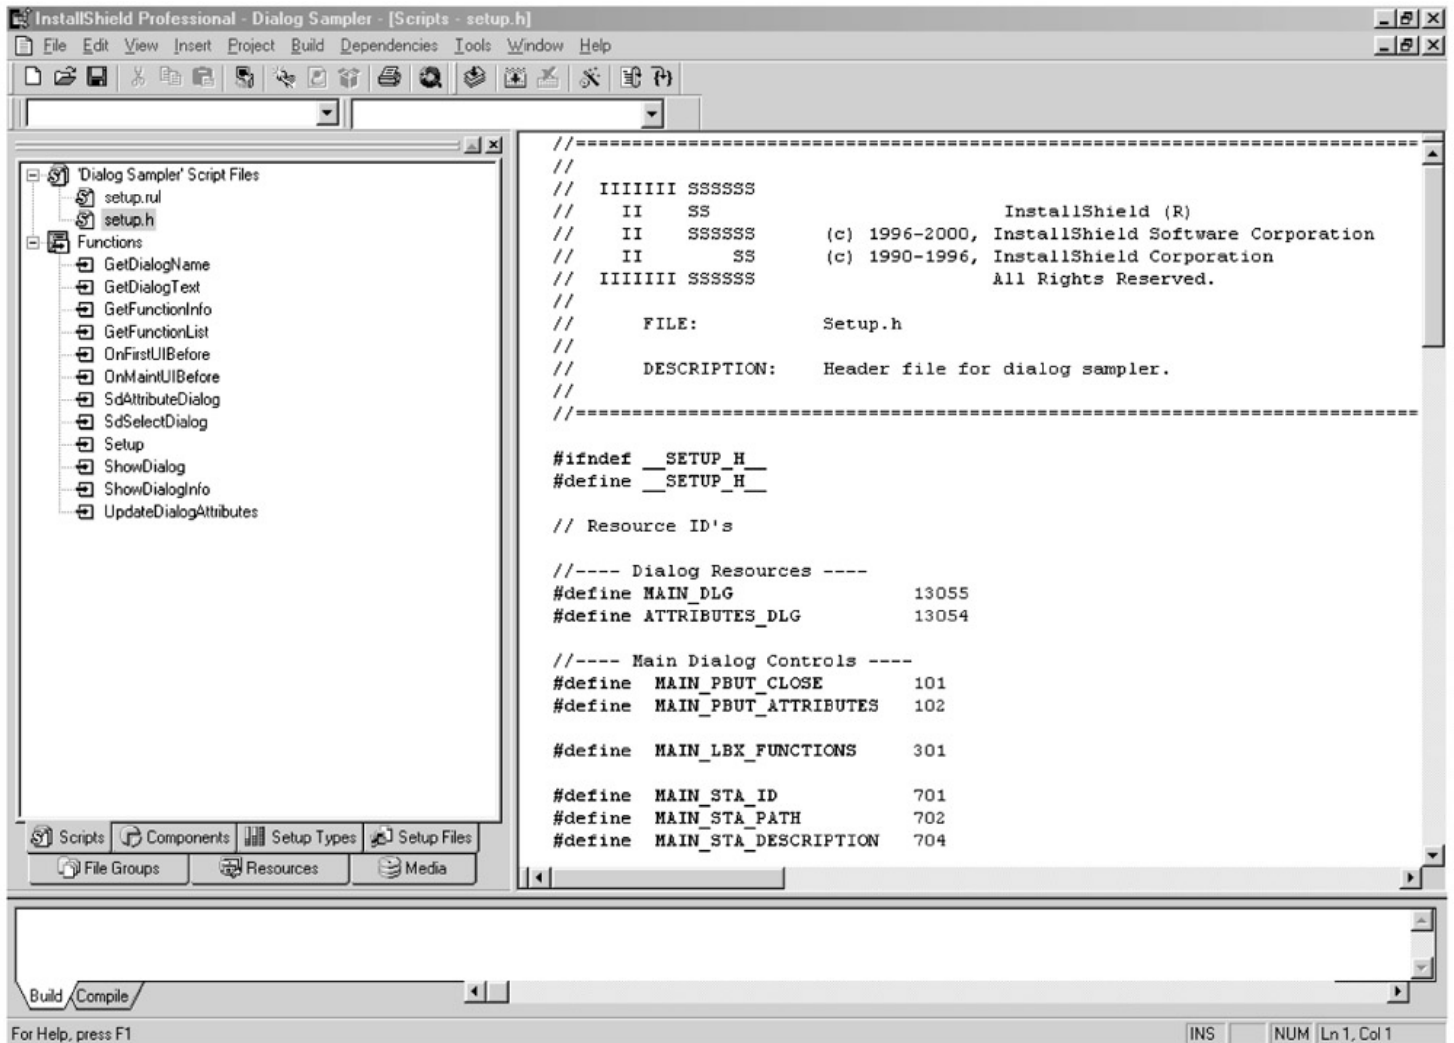 InstallShield Professional - Dialog Sampler - [Scripts - setup.h]
File Edit View Insert Project Build Dependencies Tools Window Help
'Dialog Sampler' Script Files
setup.rul
setup.h
Functions
GetDialogName
GetDialogText
GetFunctionInfo
GetFunctionList
OnFirstUIBefore
OnMaintUIBefore
SdAttributeDialog
SdSelectDialog
Setup
ShowDialog
ShowDialogInfo
UpdateDialogAttributes
Scripts Components Setup Types Setup Files
File Groups Resources Media
//===========================================================================
//
//  IIIIIII SSSSSS
//    II    SS                          InstallShield (R)
//    II    SSSSSS      (c) 1996-2000, InstallShield Software Corporation
//    II        SS      (c) 1990-1996, InstallShield Corporation
//  IIIIIII SSSSSS                     All Rights Reserved.
//
//      FILE:           Setup.h
//
//      DESCRIPTION:    Header file for dialog sampler.
//
//===========================================================================
#ifndef __SETUP_H__
#define __SETUP_H__
// Resource ID's
//---- Dialog Resources ----
#define MAIN_DLG                13055
#define ATTRIBUTES_DLG          13054
//---- Main Dialog Controls ----
#define  MAIN_PBUT_CLOSE        101
#define  MAIN_PBUT_ATTRIBUTES   102
#define  MAIN_LBX_FUNCTIONS     301
#define  MAIN_STA_ID            701
#define  MAIN_STA_PATH          702
#define  MAIN_STA_DESCRIPTION   704
Build Compile
For Help, press F1 INS NUM Ln 1, Col 1